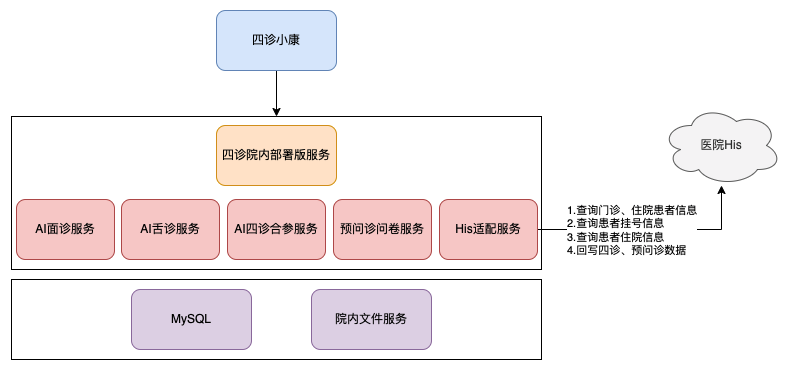 四诊小康
四诊院内部署版服务
医院His
AI面诊服务
AI舌诊服务
AI四诊合参服务
预问诊问卷服务
His适配服务
1.查询门诊、住院患者信息
2.查询患者挂号信息
3.查询患者住院信息
4.回写四诊、预问诊数据
MySQL
院内文件服务